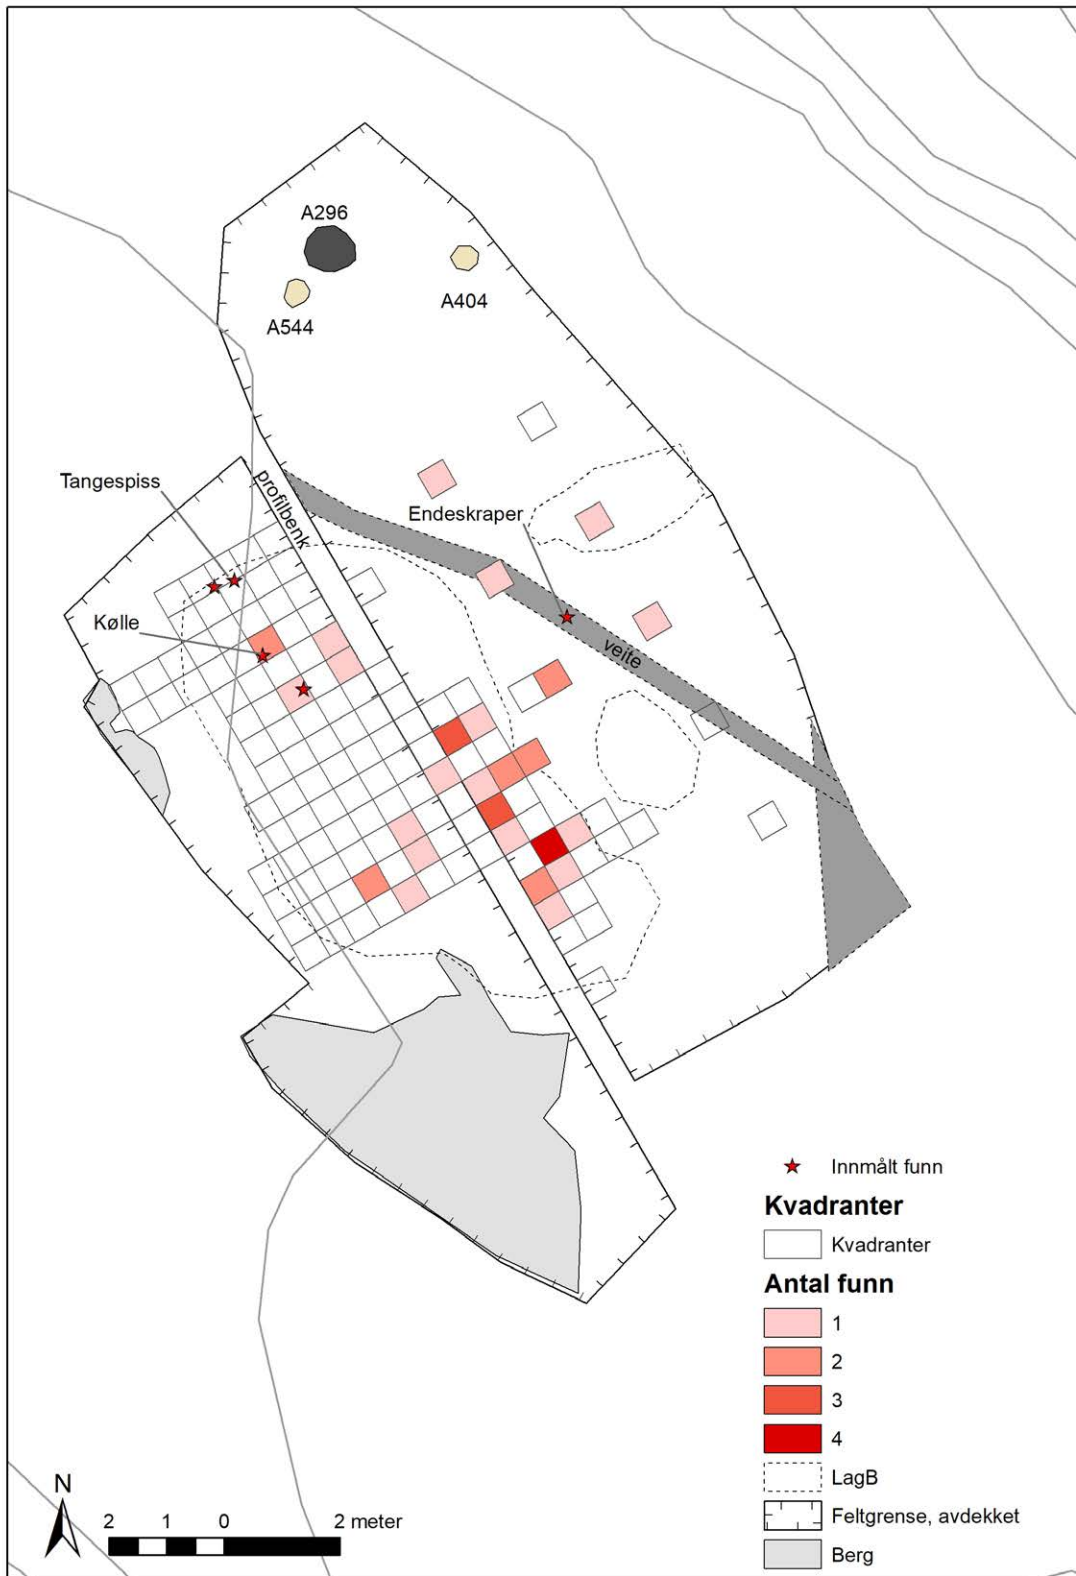 A296
A404
A544
Tangespiss
profilbenk
Endeskraper
Kølle
veite
Innmålt funn
Kvadranter
Kvadranter
Antal funn
1
2
3
4
LagB
Feltgrense, avdekket
Berg
N
2 1 0 2 meter